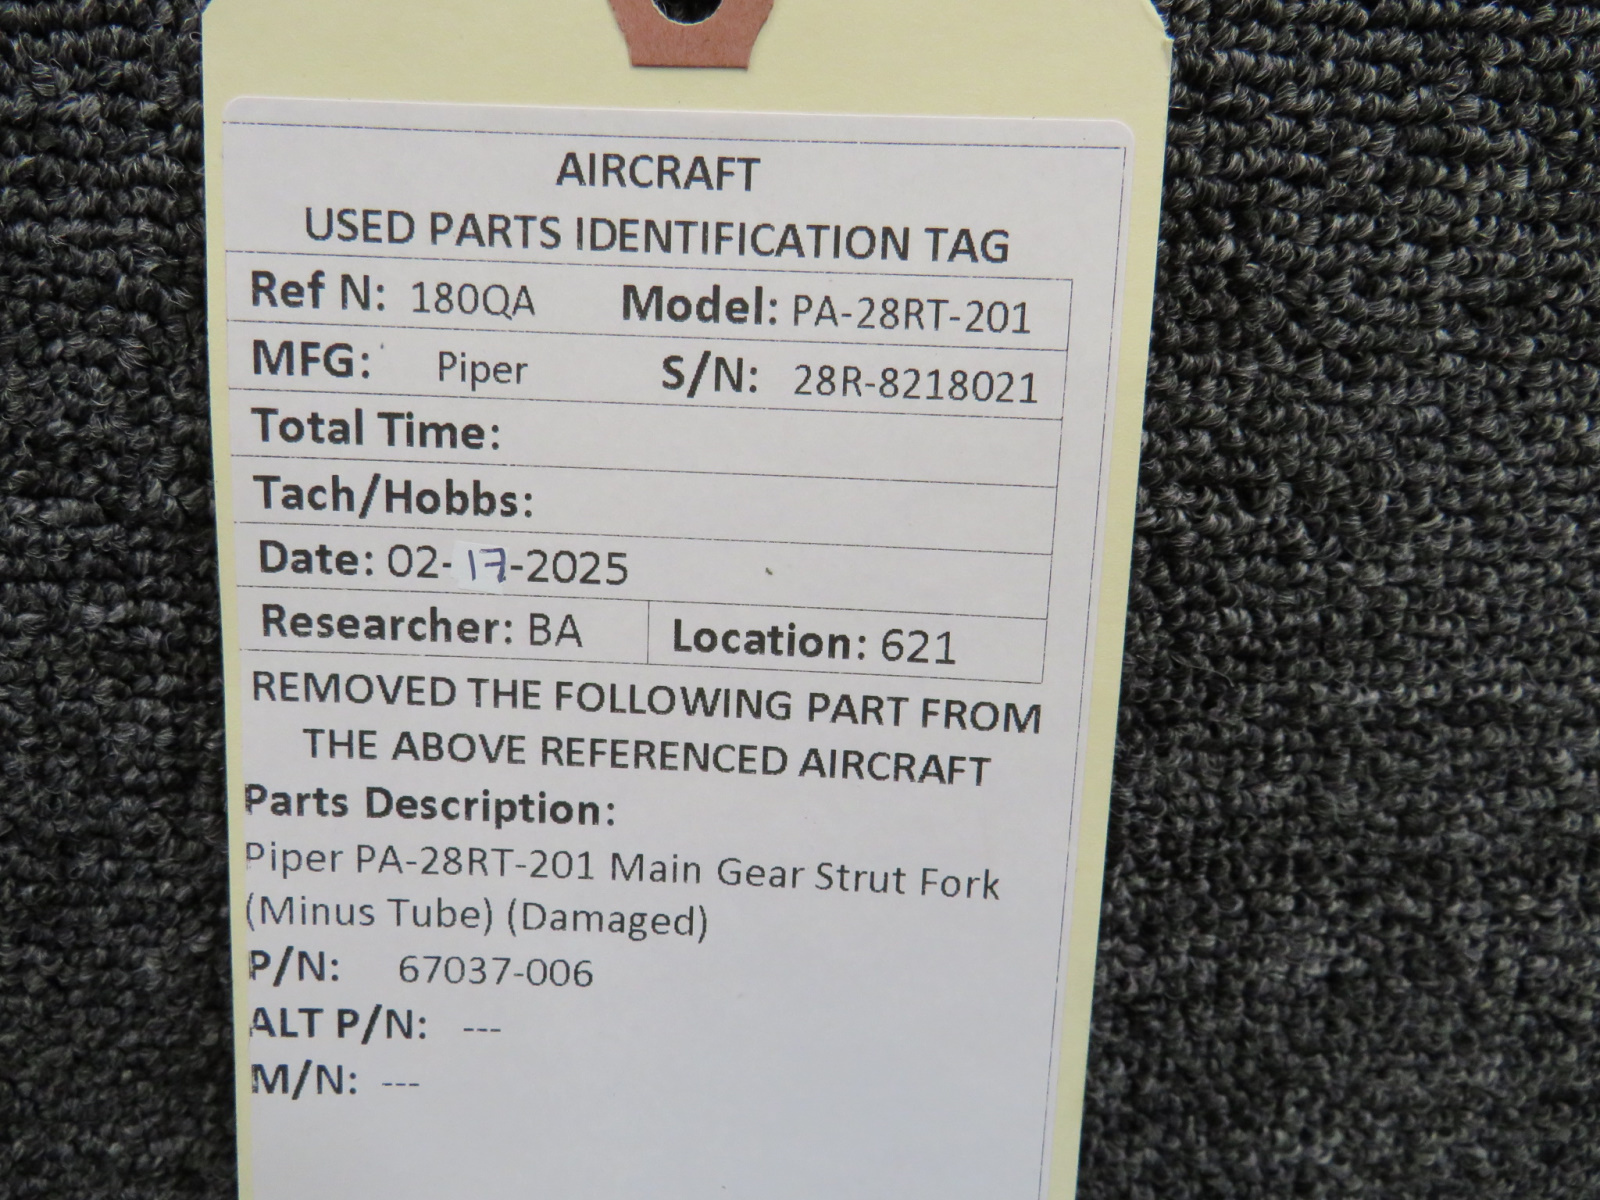 AIRCRAFT
USED PARTS IDENTIFICATION TAG
Ref N: 180QA Model: PA-28RT-201
MFG: Piper S/N: 28R-8218021
Total Time:
Tach/Hobbs:
Date: 02-17-2025
Researcher: BA Location: 621
REMOVED THE FOLLOWING PART FROM
THE ABOVE REFERENCED AIRCRAFT
Parts Description:
Piper PA-28RT-201 Main Gear Strut Fork
(Minus Tube) (Damaged)
P/N: 67037-006
ALT P/N: ---
M/N: ---